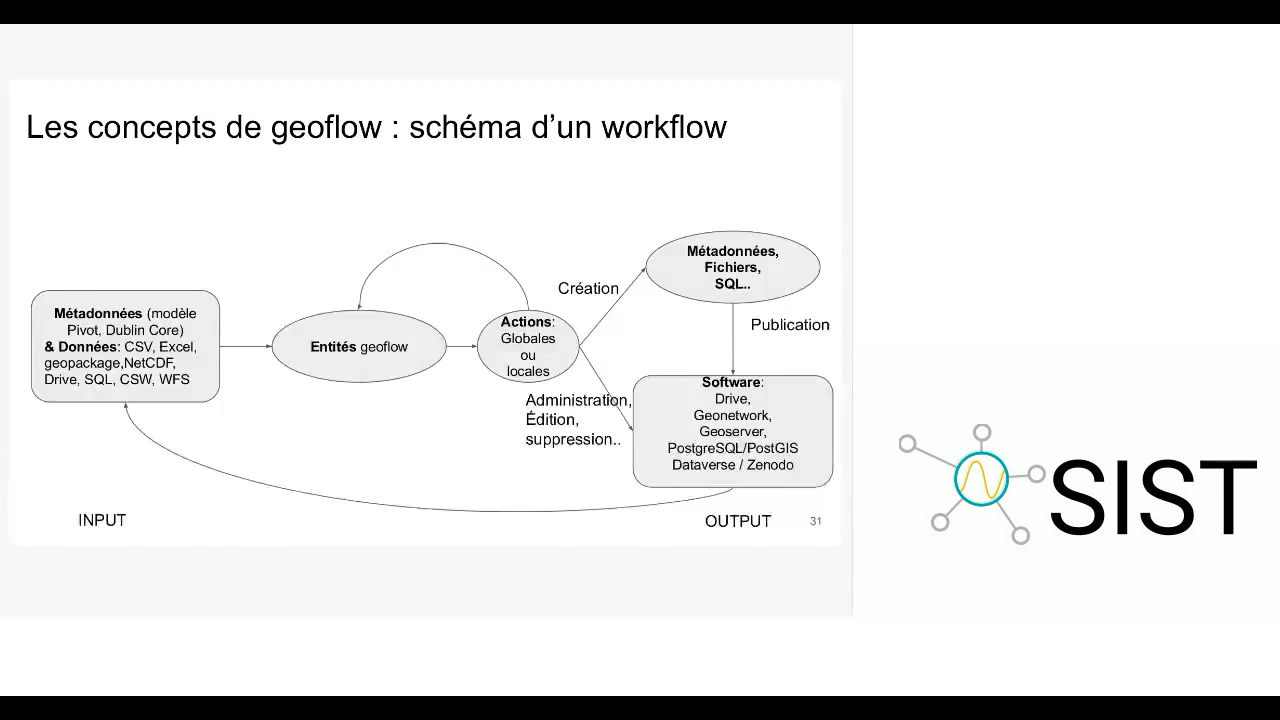 Les concepts de geoflow : schéma d’un workflow
Métadonnées (modèle
Pivot, Dublin Core)
& Données: CSV, Excel,
geopackage,NetCDF,
Drive, SQL, CSW, WFS
Entités geoflow
Actions:
Globales
ou
locales
Création
Métadonnées,
Fichiers,
SQL..
Publication
Administration,
Édition,
suppression..
Software:
Drive,
Geonetwork,
Geoserver,
PostgreSQL/PostGIS
Dataverse / Zenodo
INPUT
OUTPUT
31
SIST